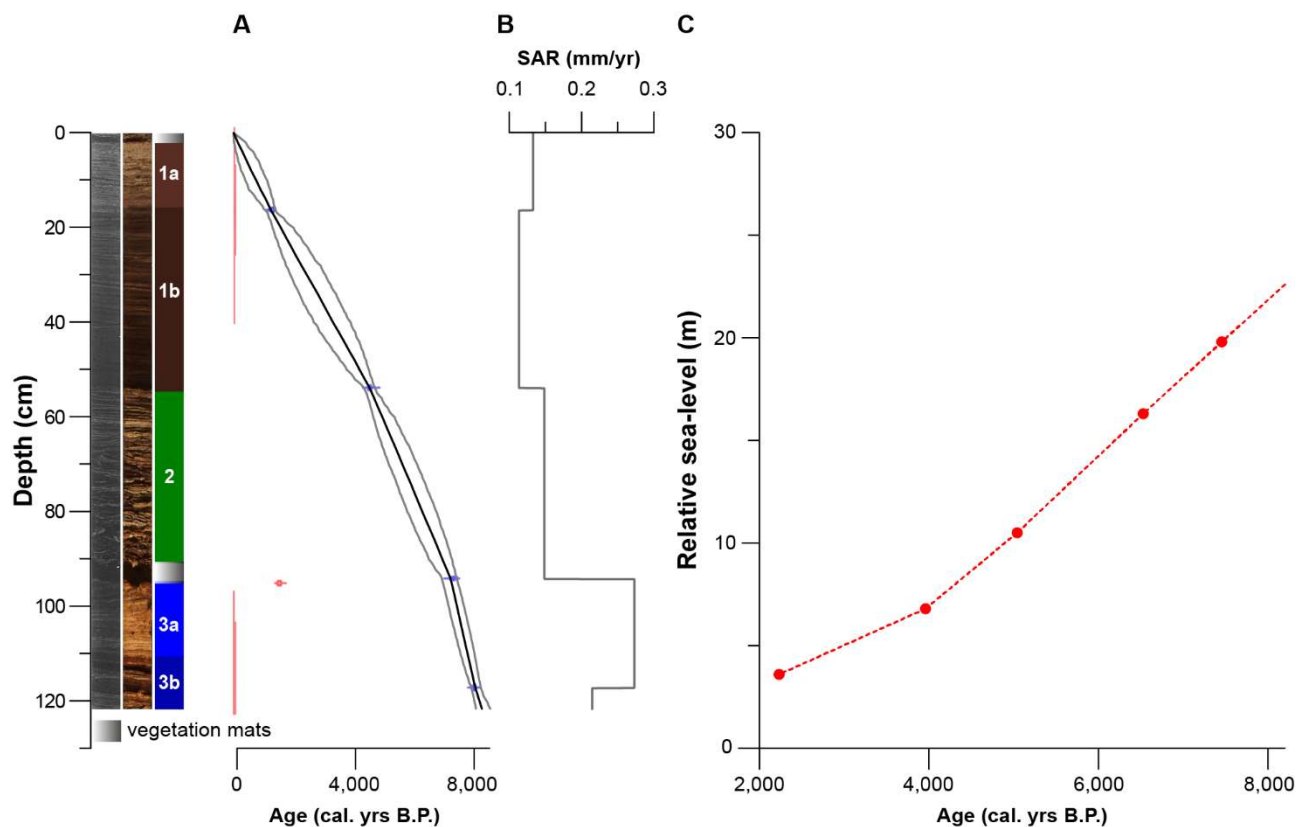 A
B
C
SAR (mm/yr)
0.1
0.2
0.3
Depth (cm)
0
20
40
60
80
100
120
1a
1b
2
3a
3b
vegetation mats
0
4,000
8,000
Age (cal. yrs B.P.)
Relative sea-level (m)
30
20
10
0
2,000
4,000
6,000
8,000
Age (cal. yrs B.P.)